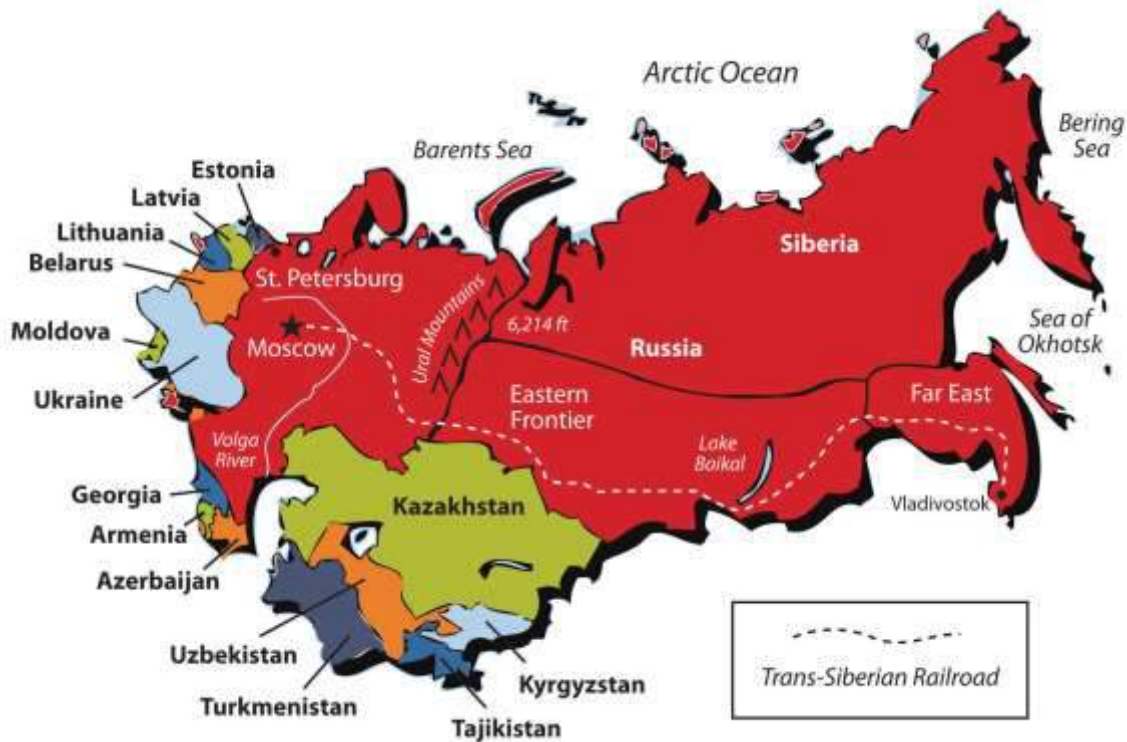 Arctic Ocean
Bering
Sea
Barents Sea
Estonia
Latvia
Lithuania
Belarus
St. Petersburg
Siberia
Moldova
Moscow
Ural Mountains
6,214 ft
Russia
Sea of
Okhotsk
Ukraine
Eastern
Frontier
Far East
Volga
River
Lake
Baikal
Georgia
Kazakhstan
Vladivostok
Armenia
Azerbaijan
Uzbekistan
Kyrgyzstan
Turkmenistan
Tajikistan
Trans-Siberian Railroad